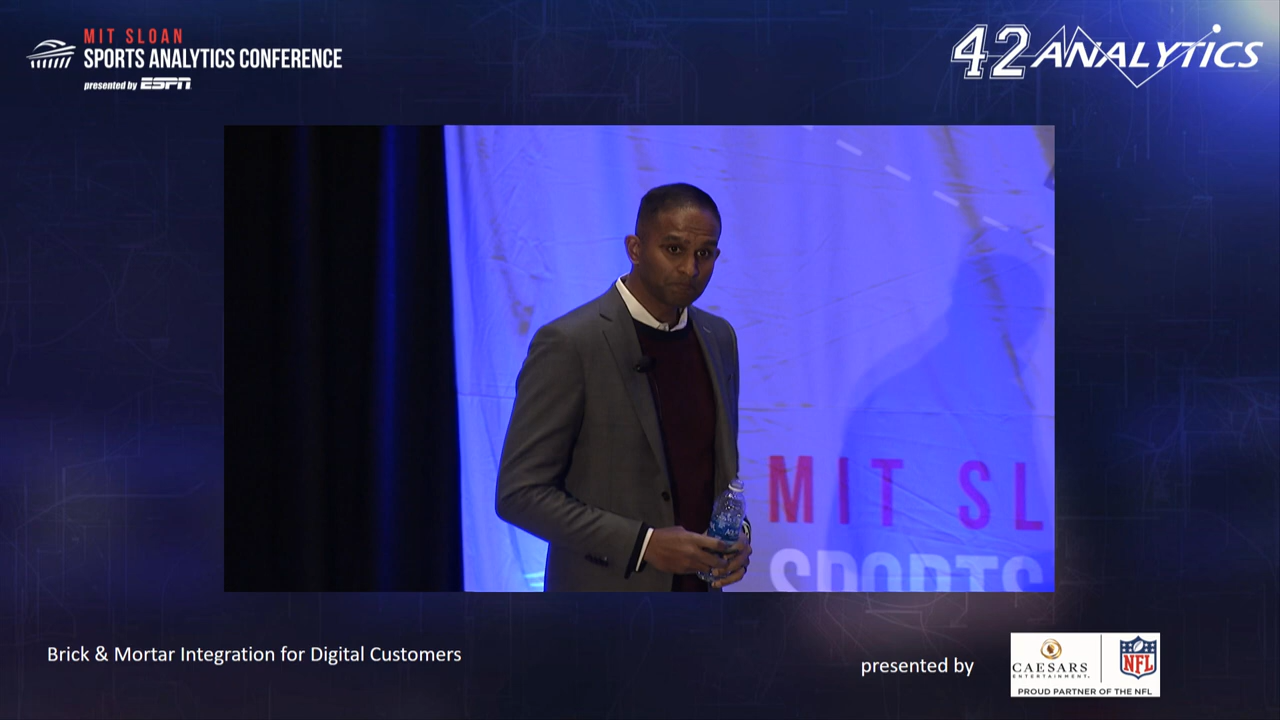 MIT SLOAN
SPORTS ANALYTICS CONFERENCE
presented by ESPN
42 ANALYTICS
MIT SL
SPORTS
Brick & Mortar Integration for Digital Customers
presented by
CAESARS
ENTERTAINMENT.
NFL
PROUD PARTNER OF THE NFL